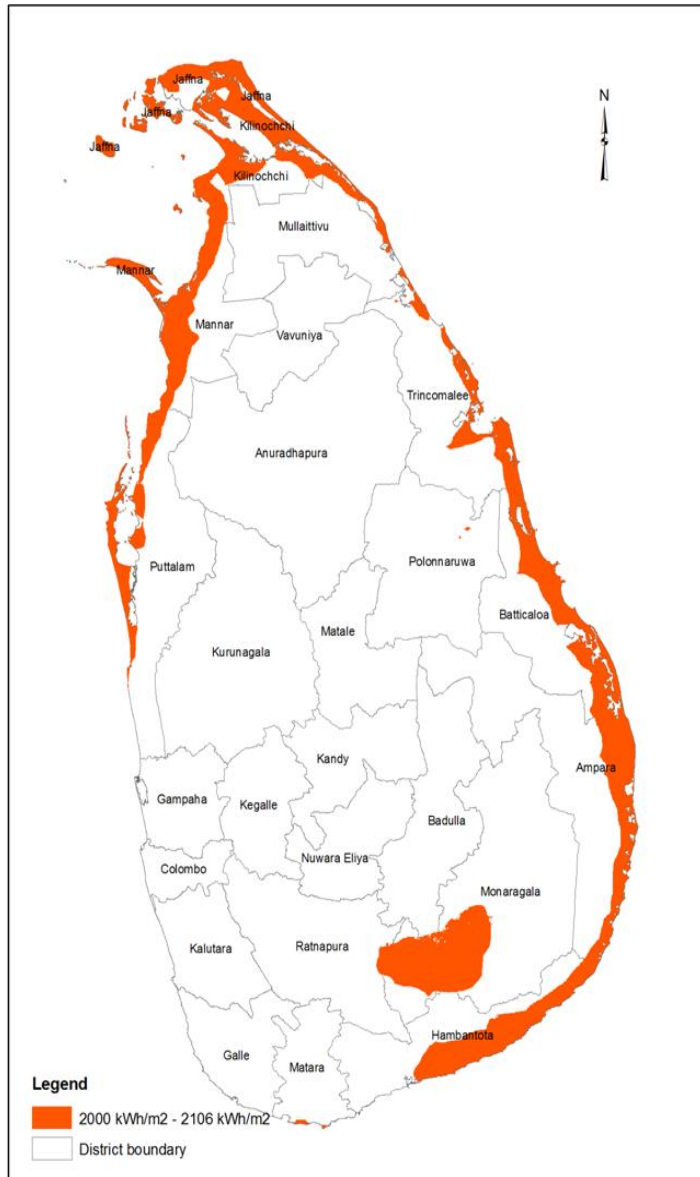 Jaffna
N
Jaffna
Jaffna
Kilinochchi
Jaffna
Kilinochchi
Mullaittivu
Mannar
Mannar
Vavuniya
Trincomalee
Anuradhapura
Polonnaruwa
Puttalam
Batticaloa
Matale
Kurunagala
Kandy
Ampara
Gampaha
Kegalle
Badulla
Nuwara Eliya
Colombo
Monaragala
Ratnapura
Kalutara
Hambantota
Galle
Matara
Legend
2000 kWh/m2 - 2106 kWh/m2
District boundary